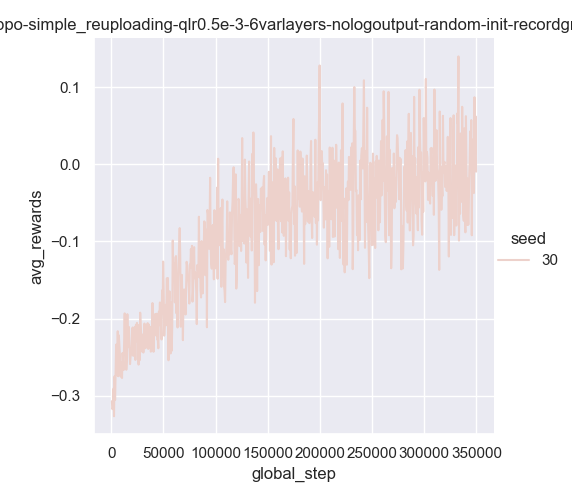 ppo-simple_reuploading-qlr0.5e-3-6varlayers-nologoutput-random-init-recordgr
0.1
0.0
−0.1
−0.2
−0.3
avg_rewards
0 50000 100000 150000 200000 250000 300000 350000
global_step
seed
30